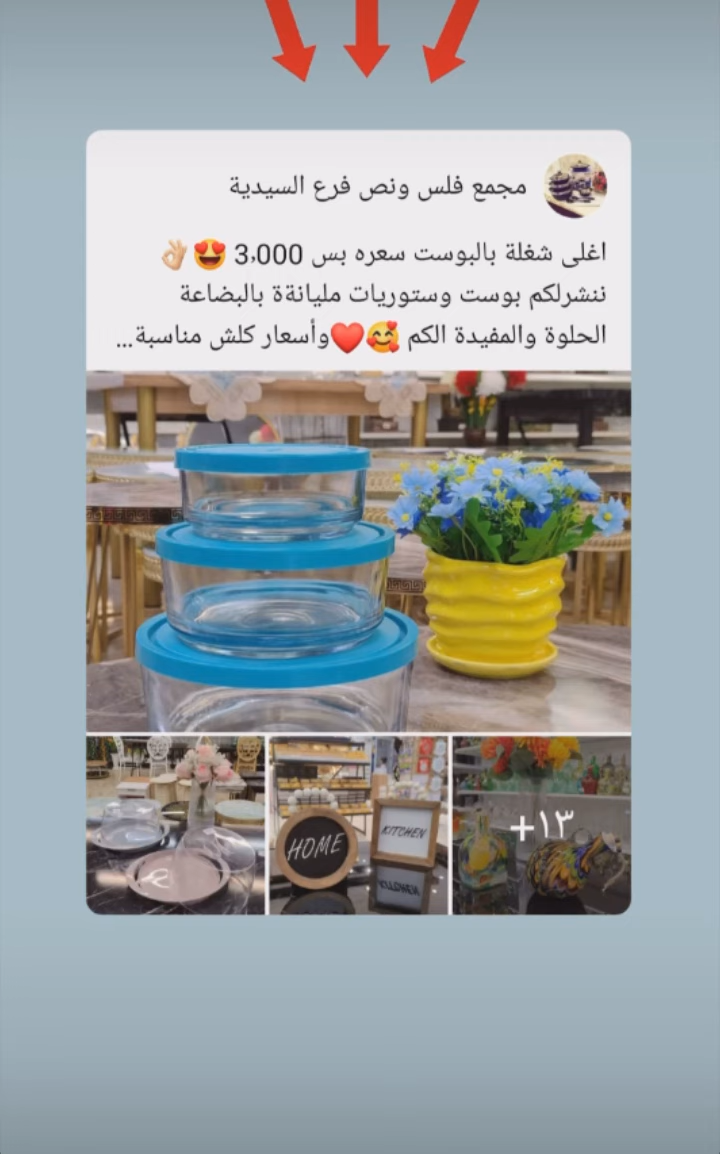 مجمع فلس ونص فرع السيدية
اغلى شغلة بالبوست سعره بس 3,000 😍👌🏼
ننشرلكم بوست وستوريات مليانةة بالبضاعة
الحلوة والمفيدة الكم 🥰❤️وأسعار كلش مناسبة...
HOME
KITCHEN
+١٣